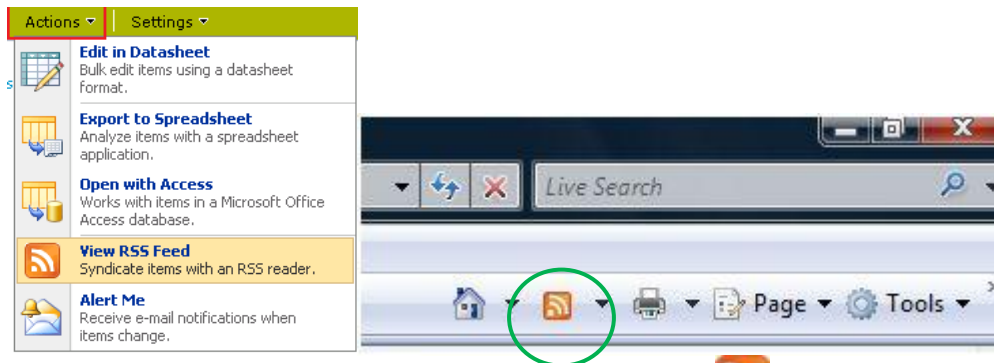 Actions Settings
Edit in Datasheet
Bulk edit items using a datasheet
format.
s
Export to Spreadsheet
Analyze items with a spreadsheet
application.
Open with Access
Works with items in a Microsoft Office
Access database.
View RSS Feed
Syndicate items with an RSS reader.
Alert Me
Receive e-mail notifications when
items change.
Live Search
Page Tools